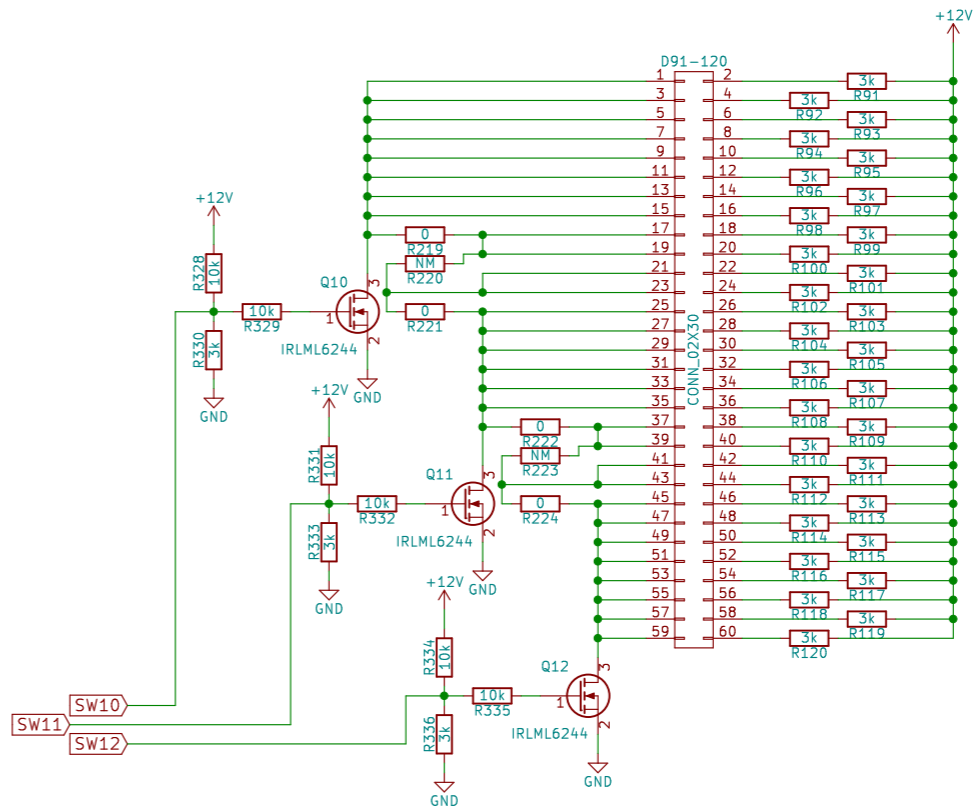 +12V
D91-120
1 2 3k R91
3 4 3k R92
5 6 3k R93
7 8 3k R94
9 10 3k R95
11 12 3k R96
13 14 3k R97
15 16 3k R98
17 18 3k R99
19 20 3k R100
21 22 3k R101
23 24 3k R102
25 26 3k R103
27 28 3k R104
29 30 3k R105
31 32 3k R106
33 34 3k R107
35 36 3k R108
37 38 3k R109
39 40 3k R110
41 42 3k R111
43 44 3k R112
45 46 3k R113
47 48 3k R114
49 50 3k R115
51 52 3k R116
53 54 3k R117
55 56 3k R118
57 58 3k R119
59 60 3k R120
CONN_02X30
+12V
R328 10k
10k R329
R330 3k
GND
Q10
3
1
2
IRLML6244
GND
0
R219
NM
R220
0
R221
+12V
R331 10k
10k R332
R333 3k
GND
Q11
3
1
2
IRLML6244
GND
0
R222
NM
R223
0
R224
+12V
R334 10k
10k R335
R336 3k
GND
Q12
3
1
2
IRLML6244
GND
SW10
SW11
SW12